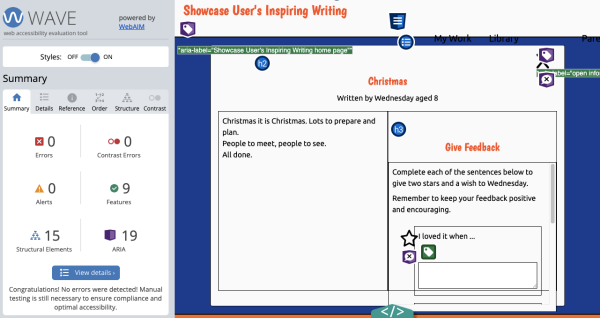 WAVE
web accessibility evaluation tool
powered by
WebAIM
Styles: OFF ON
Summary
Summary Details Reference Order Structure Contrast
0
Errors
0
Contrast Errors
0
Alerts
9
Features
15
Structural Elements
19
ARIA
View details ›
Congratulations! No errors were detected! Manual
testing is still necessary to ensure compliance and
optimal accessibility.
Showcase User's Inspiring Writing
My Work Library
*"aria-label="Showcase User's Inspiring Writing home page"*
label="open info
h2
Christmas
Written by Wednesday aged 8
Christmas it is Christmas. Lots to prepare and
plan.
People to meet, people to see.
All done.
h3
Give Feedback
Complete each of the sentences below to
give two stars and a wish to Wednesday.
Remember to keep your feedback positive
and encouraging.
I loved it when ...
</>